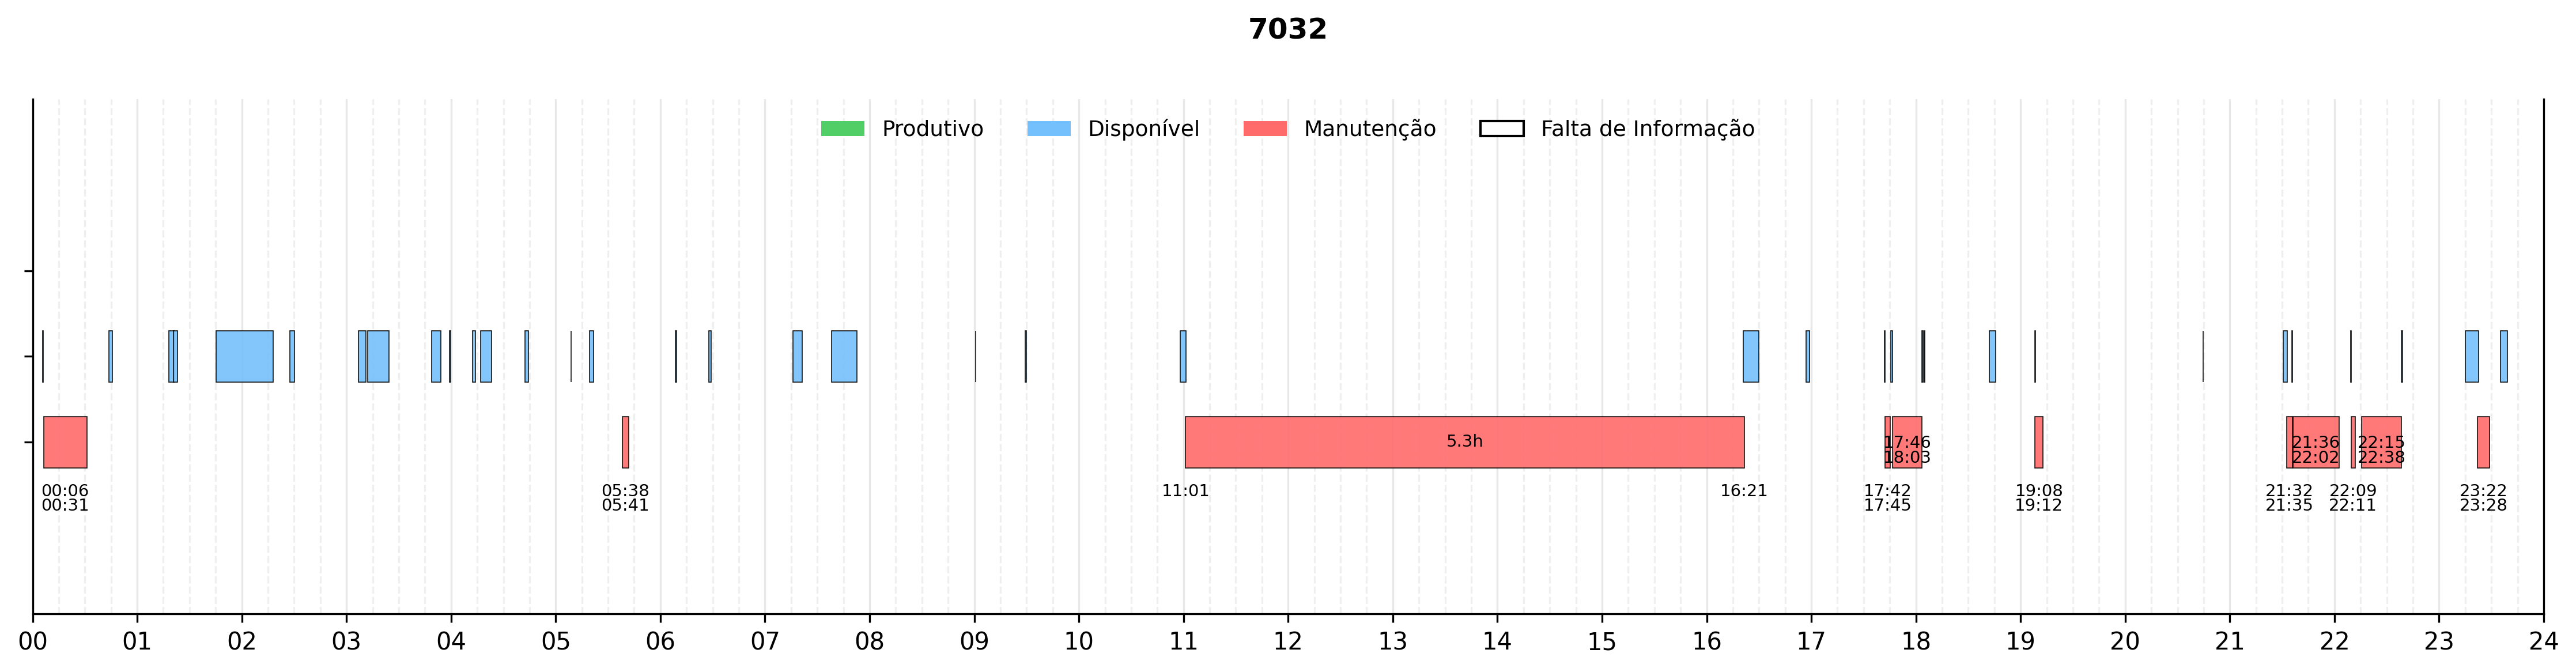 7032
Produtivo Disponível Manutenção Falta de Informação
5.3h
17:46 21:36 22:15
18:03 22:02 22:38
00:06 05:38 11:01 16:21 17:42 19:08 21:32 22:09 23:22
00:31 05:41 17:45 19:12 21:35 22:11 23:28
00 01 02 03 04 05 06 07 08 09 10 11 12 13 14 15 16 17 18 19 20 21 22 23 24